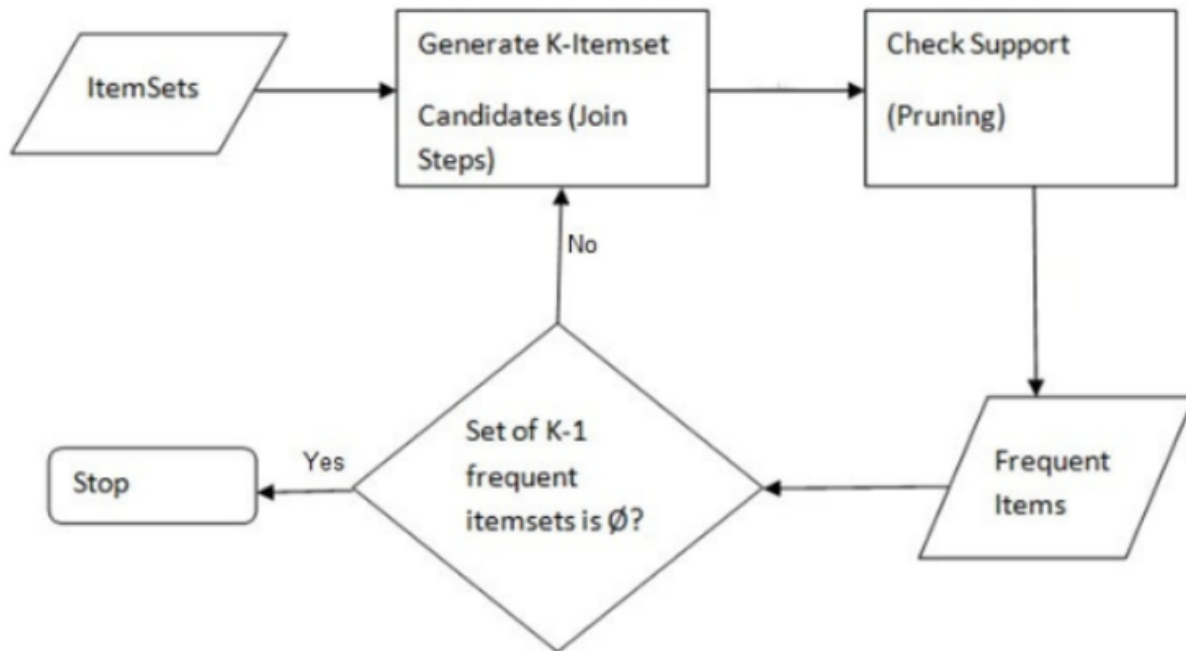 ItemSets
Generate K-Itemset
Candidates (Join
Steps)
Check Support
(Pruning)
No
Set of K-1
frequent
itemsets is Ø?
Yes
Stop
Frequent
Items